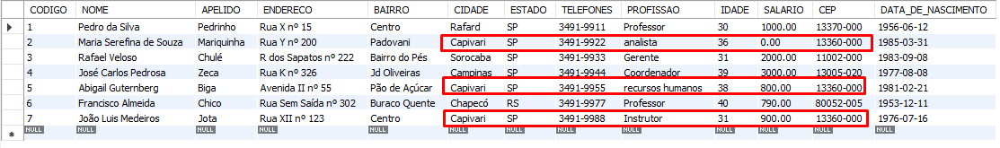 CODIGO NOME APELIDO ENDERECO BAIRRO CIDADE ESTADO TELEFONES PROFISSAO IDADE SALARIO CEP DATA_DE_NASCIMENTO
1 Pedro da Silva Pedrinho Rua X nº 15 Centro Rafard SP 3491-9911 Professor 30 1000.00 13370-000 1956-06-12
2 Maria Serefina de Souza Mariquinha Rua Y nº 200 Padovani Capivari SP 3491-9922 analista 36 0.00 13360-000 1985-03-31
3 Rafael Veloso Chulé R dos Sapatos nº 222 Bairro do Pés Sorocaba SP 3491-9933 Gerente 31 2000.00 11002-000 1983-09-08
4 José Carlos Pedrosa Zeca Rua K nº 326 Jd Oliveiras Campinas SP 3491-9944 Coordenador 39 3000.00 13005-020 1977-08-08
5 Abigail Guternberg Biga Avenida II nº 55 Pão de Açúcar Capivari SP 3491-9955 recursos humanos 38 800.00 13360-000 1981-02-21
6 Francisco Almeida Chico Rua Sem Saída nº 302 Buraco Quente Chapecó RS 3491-9977 Professor 40 790.00 80052-005 1953-12-11
7 João Luis Medeiros Jota Rua XII nº 123 Centro Capivari SP 3491-9988 Instrutor 31 900.00 13360-000 1976-07-16
NULL NULL NULL NULL NULL NULL NULL NULL NULL NULL NULL NULL NULL